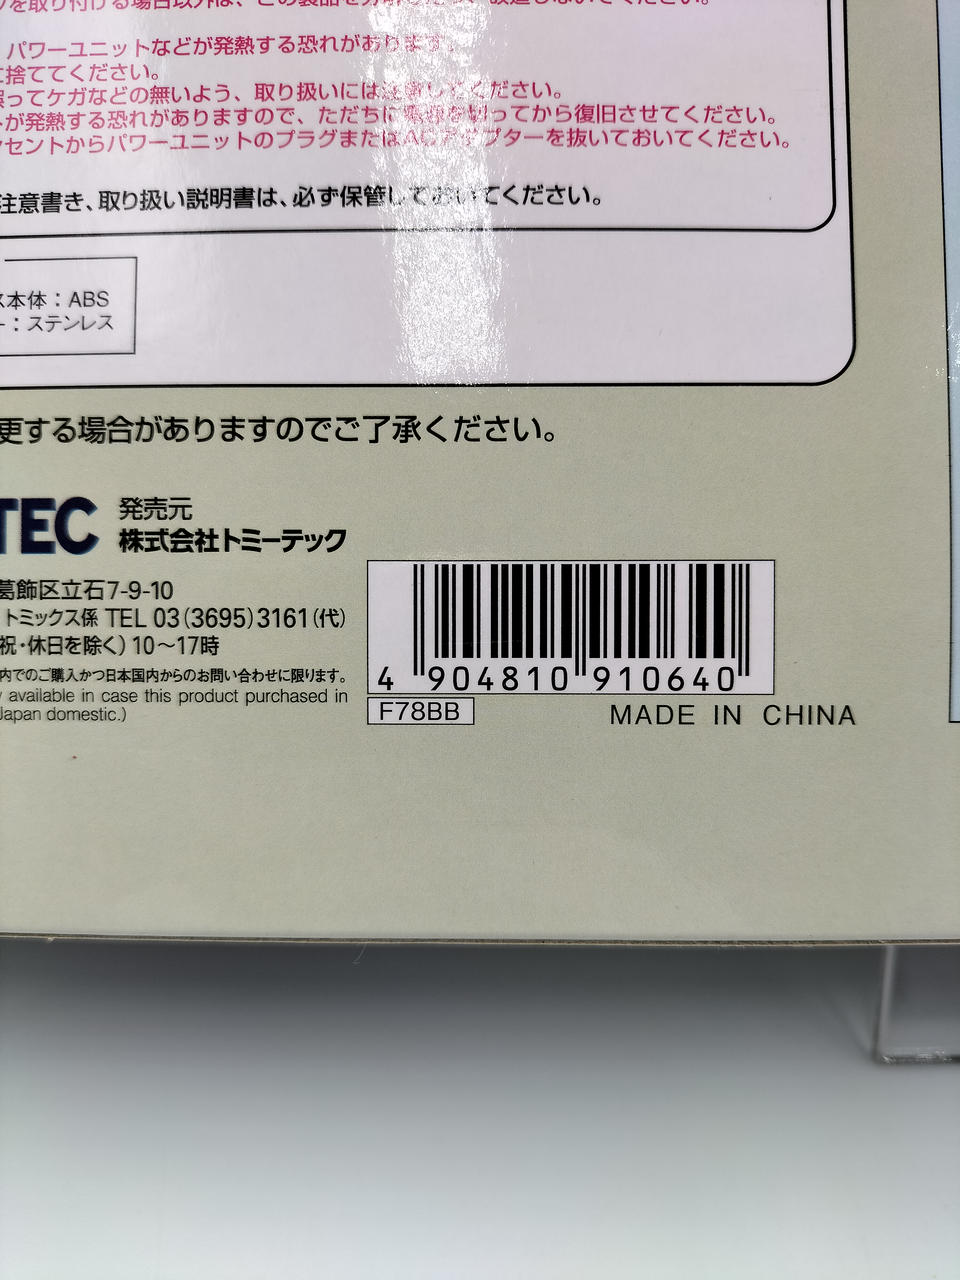 を取り付ける場合以外は、この製品を分解したり、改造しないでください。
パワーユニットなどが発熱する恐れがあります。
に捨ててください。
誤ってケガなどの無いよう、取り扱いには注意してください。
が発熱する恐れがありますので、ただちに電源を切ってから復旧させてください。
ンセントからパワーユニットのプラグまたはACアダプターを抜いておいてください。
注意書き、取り扱い説明書は、必ず保管しておいてください。
ス本体：ABS
ー：ステンレス
更する場合がありますのでご了承ください。
TEC 発売元
株式会社トミーテック
葛飾区立石7-9-10
トミックス係 TEL 03(3695)3161(代)
祝・休日を除く) 10〜17時
内でのご購入かつ日本国内からのお問い合わせに限ります。
y available in case this product purchased in
Japan domestic.)
4 904810 910640
F78BB
MADE IN CHINA